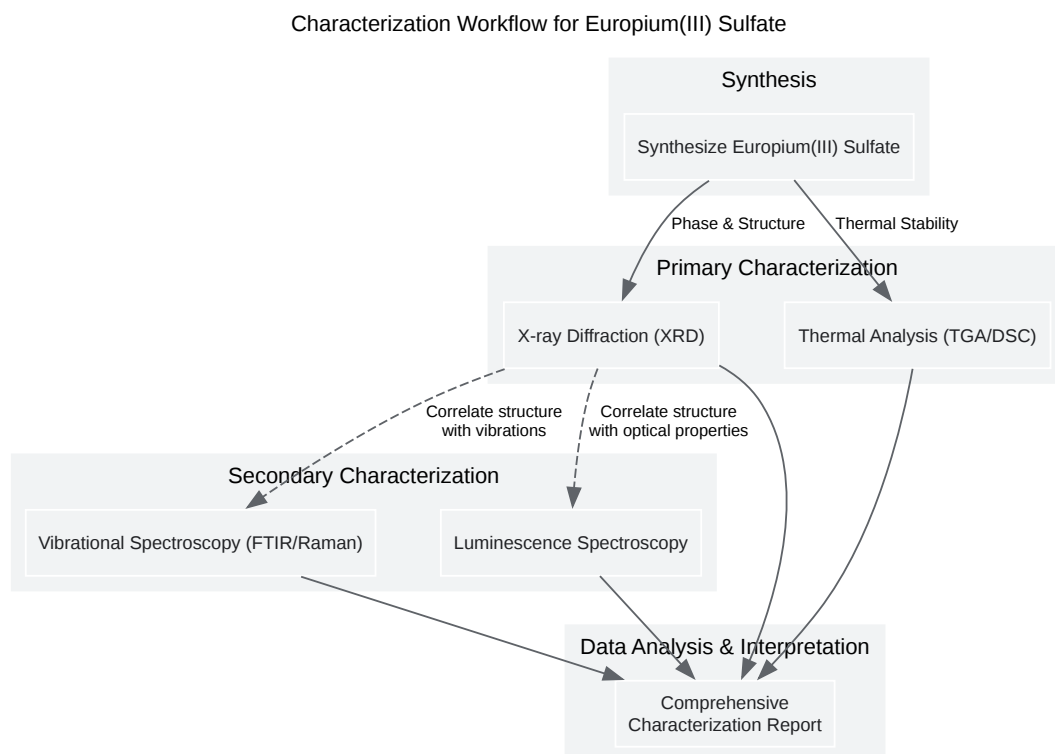 Characterization Workflow for Europium(III) Sulfate
Synthesis
Synthesize Europium(III) Sulfate
Phase & Structure
Thermal Stability
Primary Characterization
X-ray Diffraction (XRD)
Thermal Analysis (TGA/DSC)
Correlate structure
with vibrations
Correlate structure
with optical properties
Secondary Characterization
Vibrational Spectroscopy (FTIR/Raman)
Luminescence Spectroscopy
Data Analysis & Interpretation
Comprehensive
Characterization Report